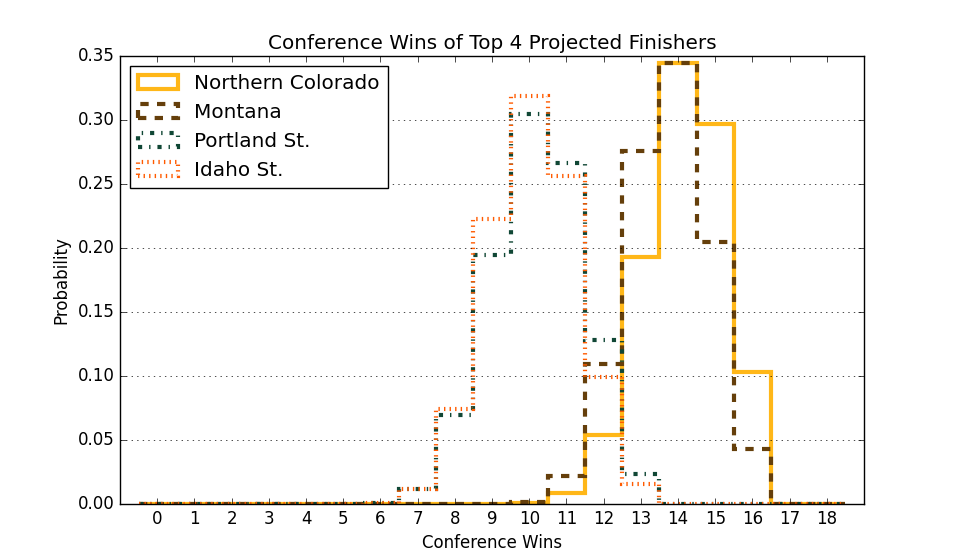 Conference Wins of Top 4 Projected Finishers
0.35
0.30
0.25
0.20
0.15
0.10
0.05
0.00
Probability
Northern Colorado
Montana
Portland St.
Idaho St.
0 1 2 3 4 5 6 7 8 9 10 11 12 13 14 15 16 17 18
Conference Wins